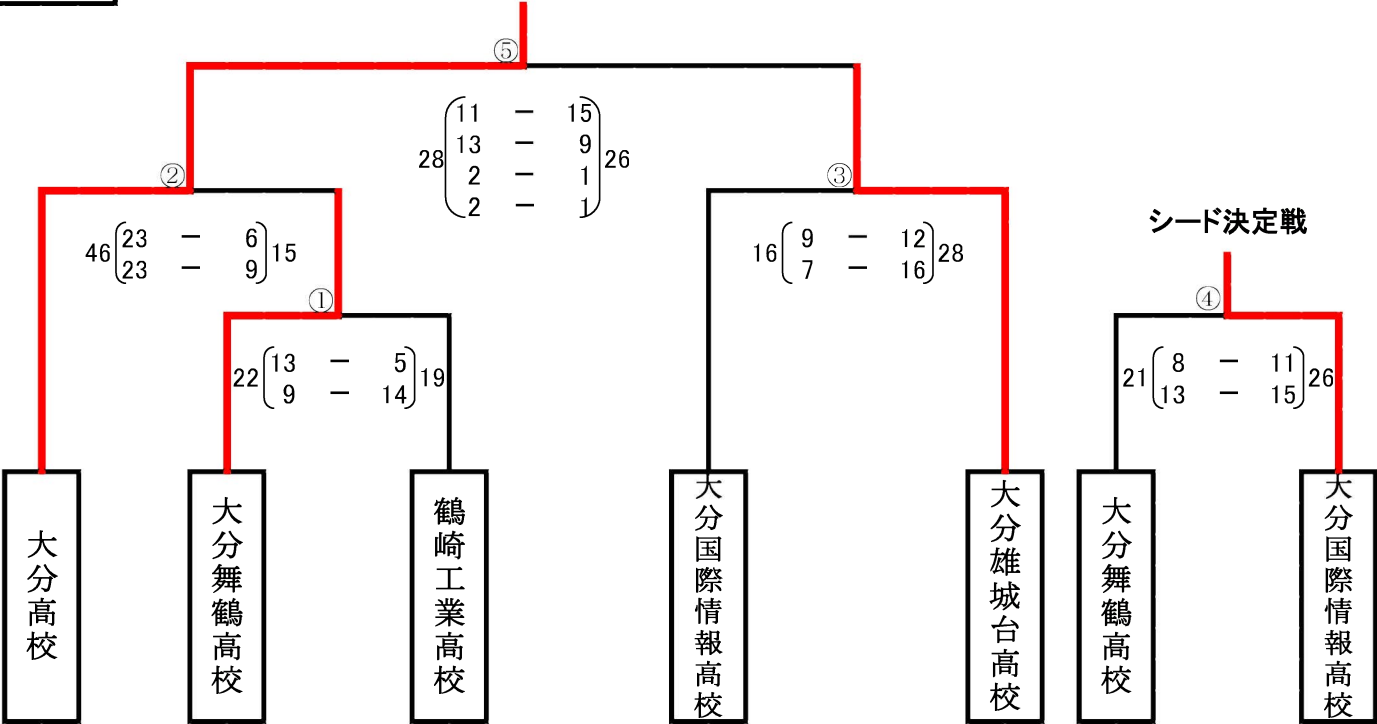 ⑤
28 11 － 15 26
13 － 9
2 － 1
2 － 1
②
46 23 － 6 15
23 － 9
③
16 9 － 12 28
7 － 16
シード決定戦
①
22 13 － 5 19
9 － 14
④
21 8 － 11 26
13 － 15
大分高校
大分舞鶴高校
鶴崎工業高校
大分国際情報高校
大分雄城台高校
大分舞鶴高校
大分国際情報高校